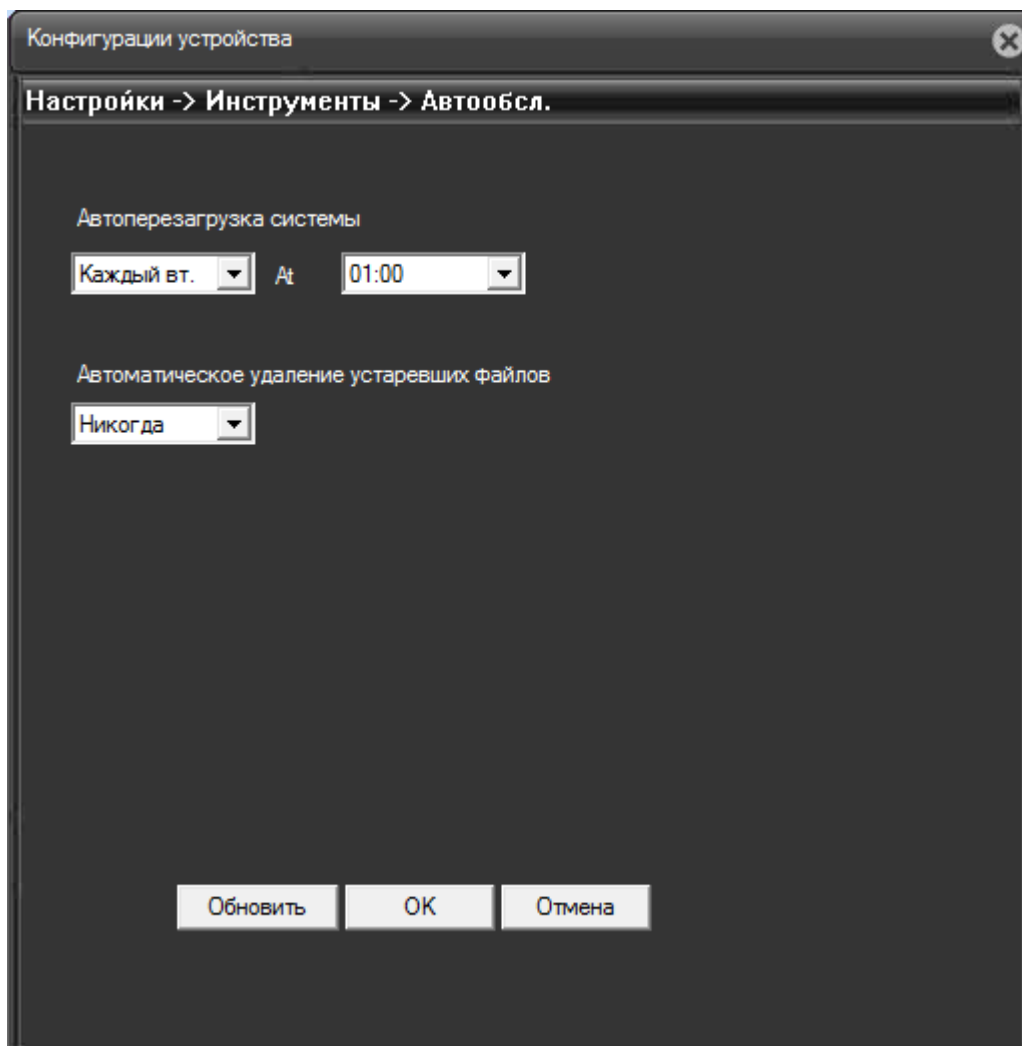 Конфигурации устройства
Настройки -> Инструменты -> Автообсл.
Автоперезагрузка системы
Каждый вт. At 01:00
Автоматическое удаление устаревших файлов
Никогда
Обновить OK Отмена